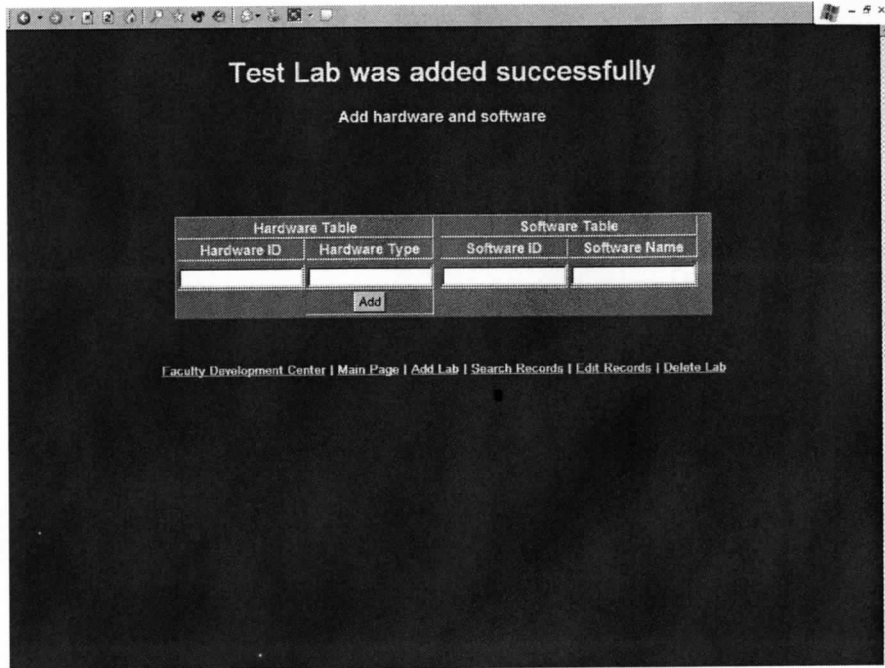 Test Lab was added successfully
Add hardware and software
Hardware Table Software Table
Hardware ID Hardware Type Software ID Software Name
Add
Faculty Development Center | Main Page | Add Lab | Search Records | Edit Records | Delete Lab